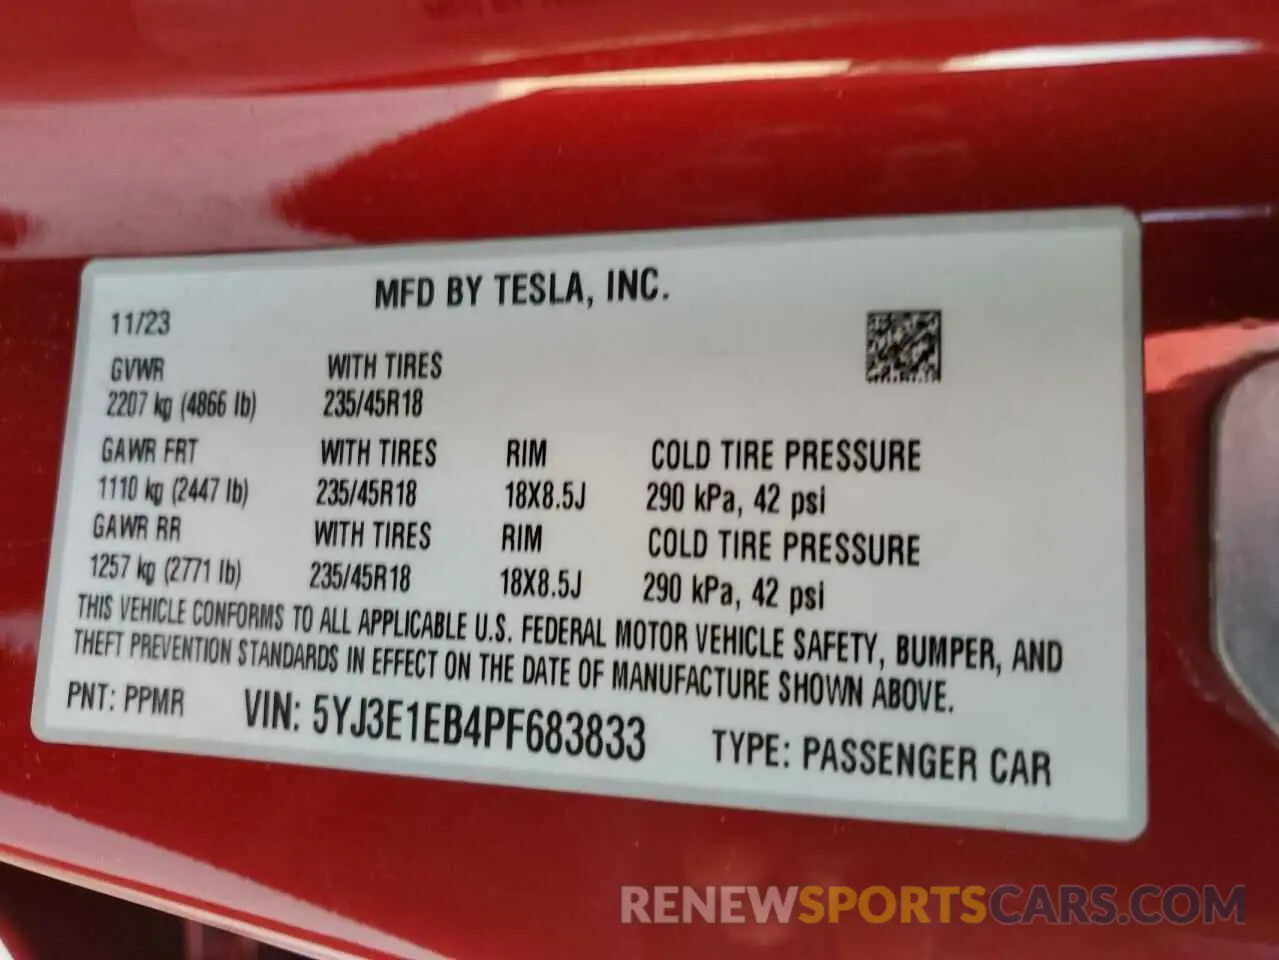 MFD BY TESLA, INC.
11/23
GVWR WITH TIRES
2207 kg (4866 lb) 235/45R18
GAWR FRT WITH TIRES RIM COLD TIRE PRESSURE
1110 kg (2447 lb) 235/45R18 18X8.5J 290 kPa, 42 psi
GAWR RR WITH TIRES RIM COLD TIRE PRESSURE
1257 kg (2771 lb) 235/45R18 18X8.5J 290 kPa, 42 psi
THIS VEHICLE CONFORMS TO ALL APPLICABLE U.S. FEDERAL MOTOR VEHICLE SAFETY, BUMPER, AND
THEFT PREVENTION STANDARDS IN EFFECT ON THE DATE OF MANUFACTURE SHOWN ABOVE.
PNT: PPMR VIN: 5YJ3E1EB4PF683833 TYPE: PASSENGER CAR
RENEWSPORTSCARS.COM